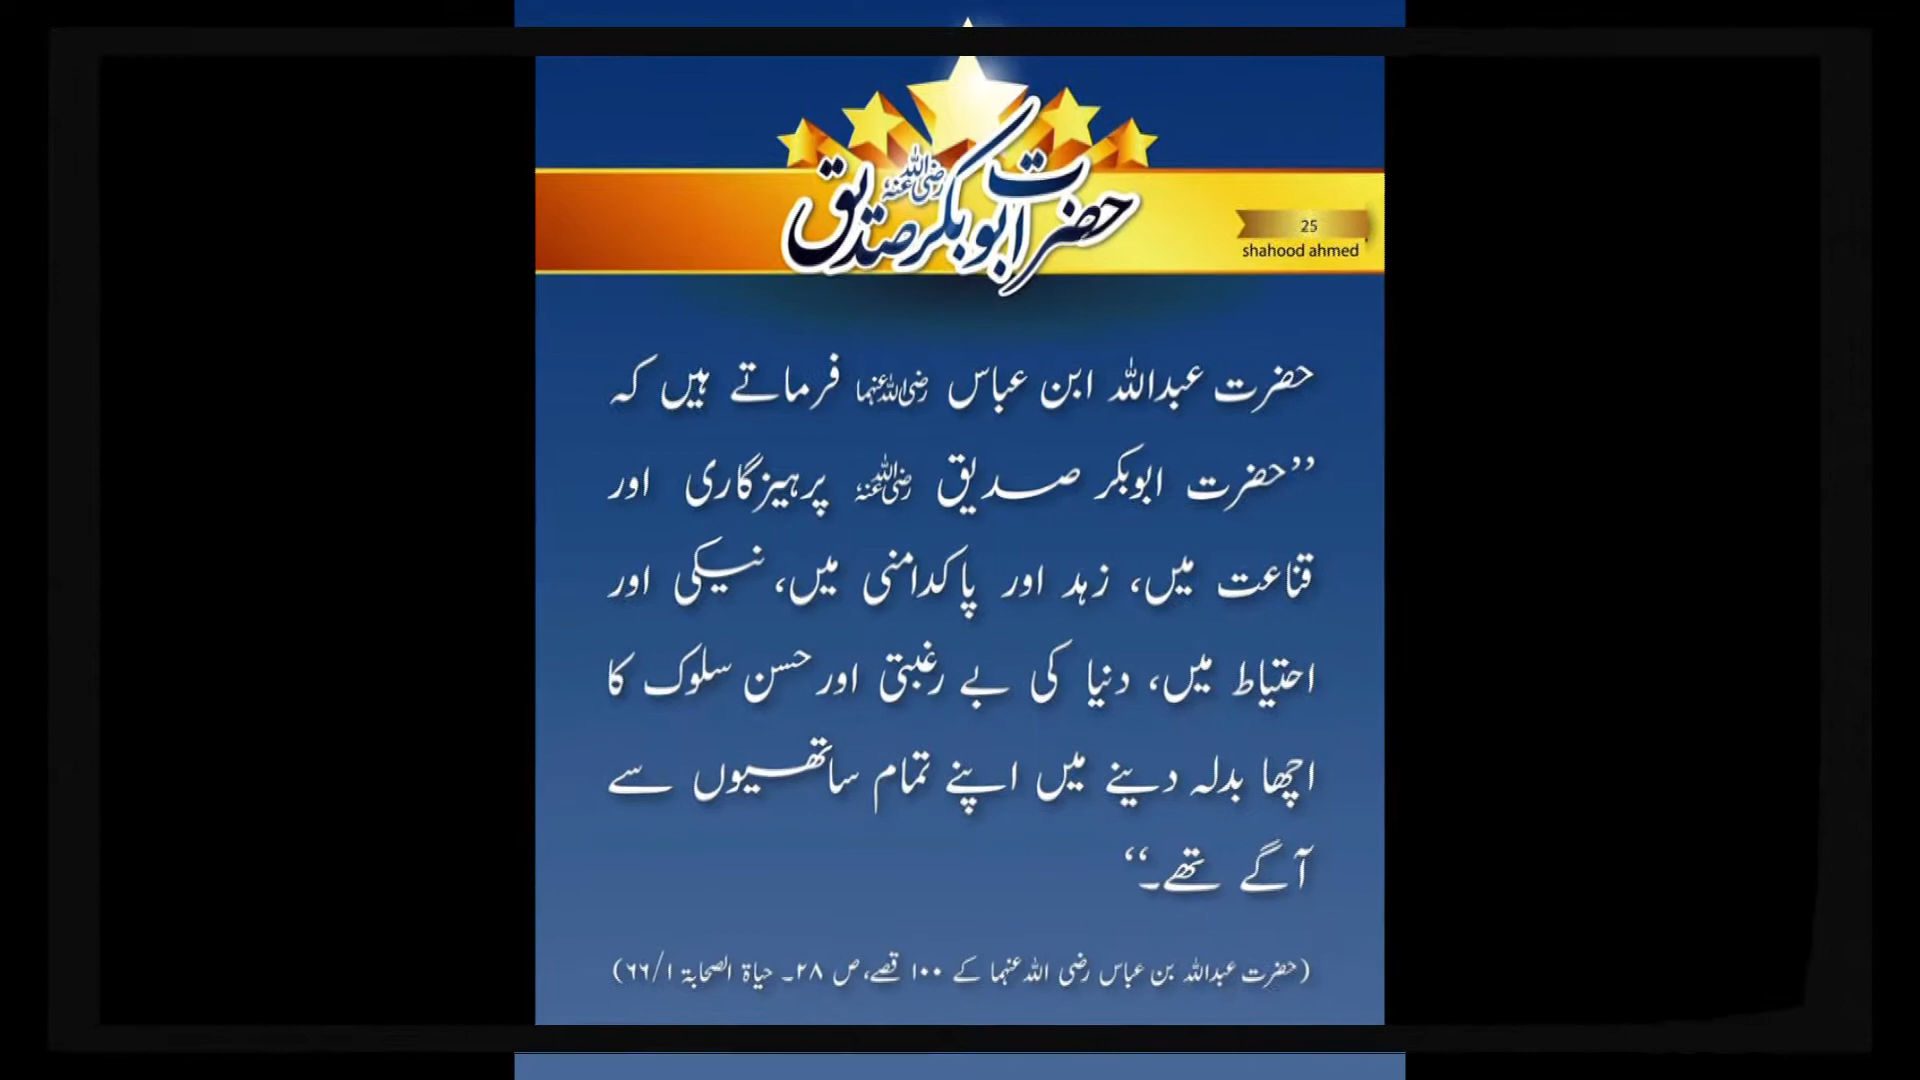 حضرت ابوبکر صدیق رضی اللہ عنہ
25
shahood ahmed
حضرت عبداللہ ابن عباس رضی اللہ عنہما فرماتے ہیں کہ
”حضرت ابوبکر صدیق رضی اللہ عنہ پرہیزگاری اور
قناعت میں، زہد اور پاکدامنی میں، نیکی اور
احتیاط میں، دنیا کی بے رغبتی اور حسن سلوک کا
اچھا بدلہ دینے میں اپنے تمام ساتھیوں سے
آگے تھے۔“
(حضرت عبداللہ بن عباس رضی اللہ عنہما کے ۱۰۰ قصے، ص ۲۸۔ حیاۃ الصحابۃ ۱/۶۶)